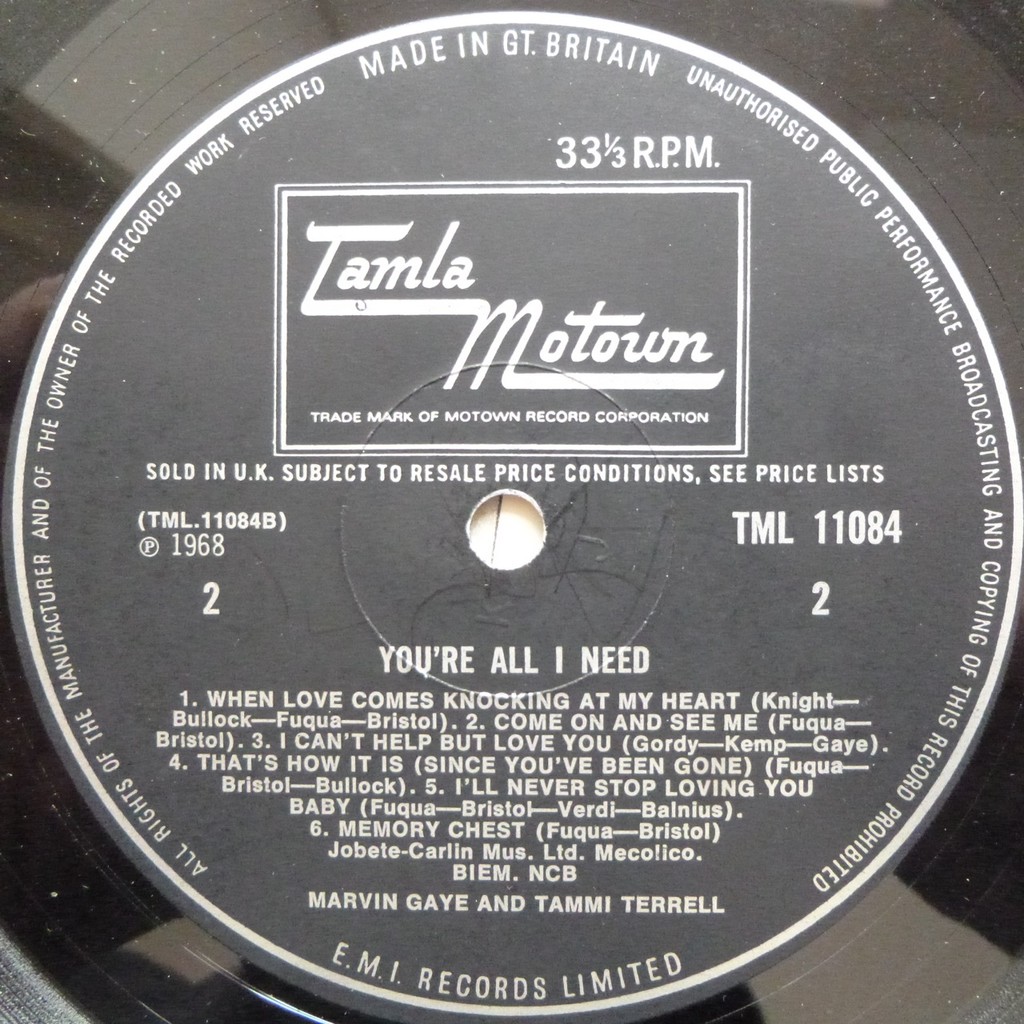 MADE IN GT. BRITAIN
UNAUTHORISED PUBLIC PERFORMANCE BROADCASTING AND COPYING OF THIS RECORD PROHIBITED
ALL RIGHTS OF THE MANUFACTURER AND OF THE OWNER OF THE RECORDED WORK RESERVED
33⅓ R.P.M.
Tamla
Motown
TRADE MARK OF MOTOWN RECORD CORPORATION
SOLD IN U.K. SUBJECT TO RESALE PRICE CONDITIONS, SEE PRICE LISTS
(TML.11084B)
℗ 1968
TML 11084
2
2
YOU'RE ALL I NEED
1. WHEN LOVE COMES KNOCKING AT MY HEART (Knight—
Bullock—Fuqua—Bristol). 2. COME ON AND SEE ME (Fuqua—
Bristol). 3. I CAN'T HELP BUT LOVE YOU (Gordy—Kemp—Gaye).
4. THAT'S HOW IT IS (SINCE YOU'VE BEEN GONE) (Fuqua—
Bristol—Bullock). 5. I'LL NEVER STOP LOVING YOU
BABY (Fuqua—Bristol—Verdi—Balnius).
6. MEMORY CHEST (Fuqua—Bristol)
Jobete-Carlin Mus. Ltd. Mecolico.
BIEM. NCB
MARVIN GAYE AND TAMMI TERRELL
E.M.I. RECORDS LIMITED